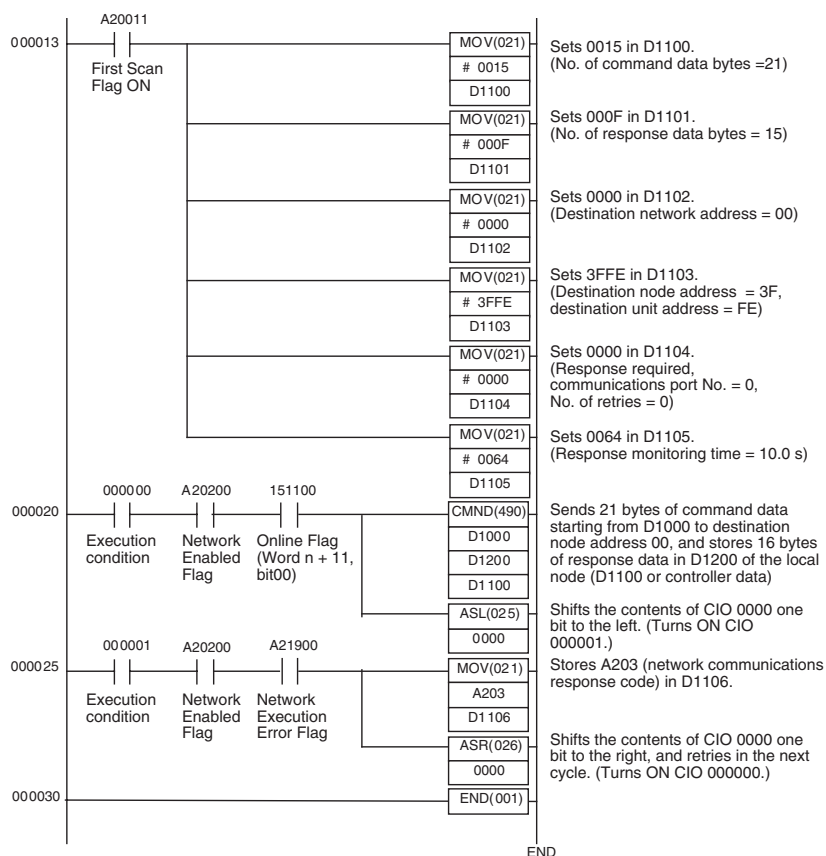 A20011
000013
First Scan
Flag ON
MOV(021)
# 0015
D1100
Sets 0015 in D1100.
(No. of command data bytes =21)
MOV(021)
# 000F
D1101
Sets 000F in D1101.
(No. of response data bytes = 15)
MOV(021)
# 0000
D1102
Sets 0000 in D1102.
(Destination network address = 00)
MOV(021)
# 3FFE
D1103
Sets 3FFE in D1103.
(Destination node address = 3F,
destination unit address = FE)
MOV(021)
# 0000
D1104
Sets 0000 in D1104.
(Response required,
communications port No. = 0,
No. of retries = 0)
MOV(021)
# 0064
D1105
Sets 0064 in D1105.
(Response monitoring time = 10.0 s)
000000 A20200 151100
000020
Execution
condition
Network
Enabled
Flag
Online Flag
(Word n + 11,
bit00)
CMND(490)
D1000
D1200
D1100
Sends 21 bytes of command data
starting from D1000 to destination
node address 00, and stores 16 bytes
of response data in D1200 of the local
node (D1100 or controller data)
ASL(025)
0000
Shifts the contents of CIO 0000 one
bit to the left. (Turns ON CIO
000001.)
000001 A20200 A21900
000025
Execution
condition
Network
Enabled
Flag
Network
Execution
Error Flag
MOV(021)
A203
D1106
Stores A203 (network communications
response code) in D1106.
ASR(026)
0000
Shifts the contents of CIO 0000 one
bit to the right, and retries in the next
cycle. (Turns ON CIO 000000.)
000030
END(001)
END